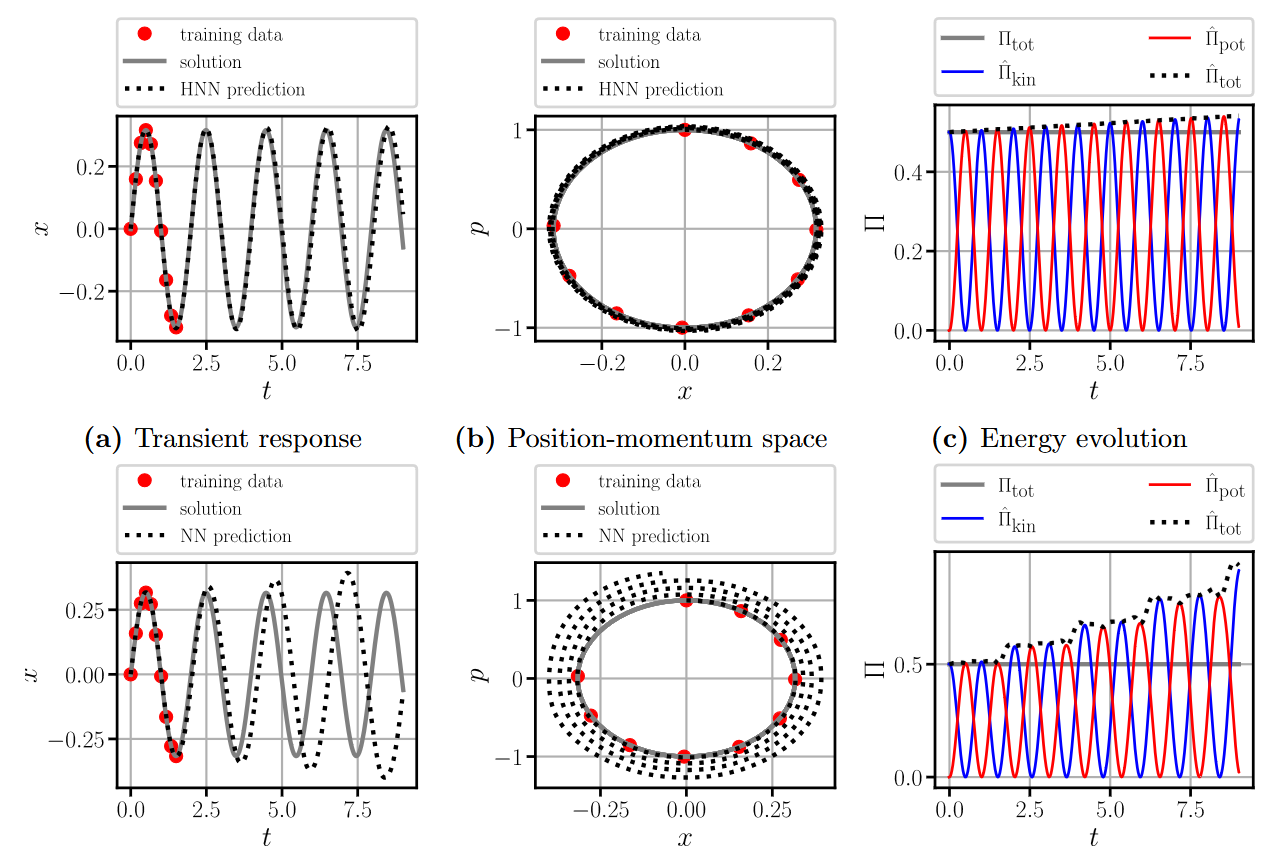 training data
solution
HNN prediction
0.2
0.0
−0.2
x
0.0 2.5 5.0 7.5
t
training data
solution
HNN prediction
1
0
−1
p
−0.2 0.0 0.2
x
Π_tot
Π̂_kin
Π̂_pot
Π̂_tot
0.4
0.2
0.0
Π
0.0 2.5 5.0 7.5
t
(a) Transient response
(b) Position-momentum space
(c) Energy evolution
training data
solution
NN prediction
0.25
0.00
−0.25
x
0.0 2.5 5.0 7.5
t
training data
solution
NN prediction
1
0
−1
p
−0.25 0.00 0.25
x
Π_tot
Π̂_kin
Π̂_pot
Π̂_tot
0.5
0.0
Π
0.0 2.5 5.0 7.5
t